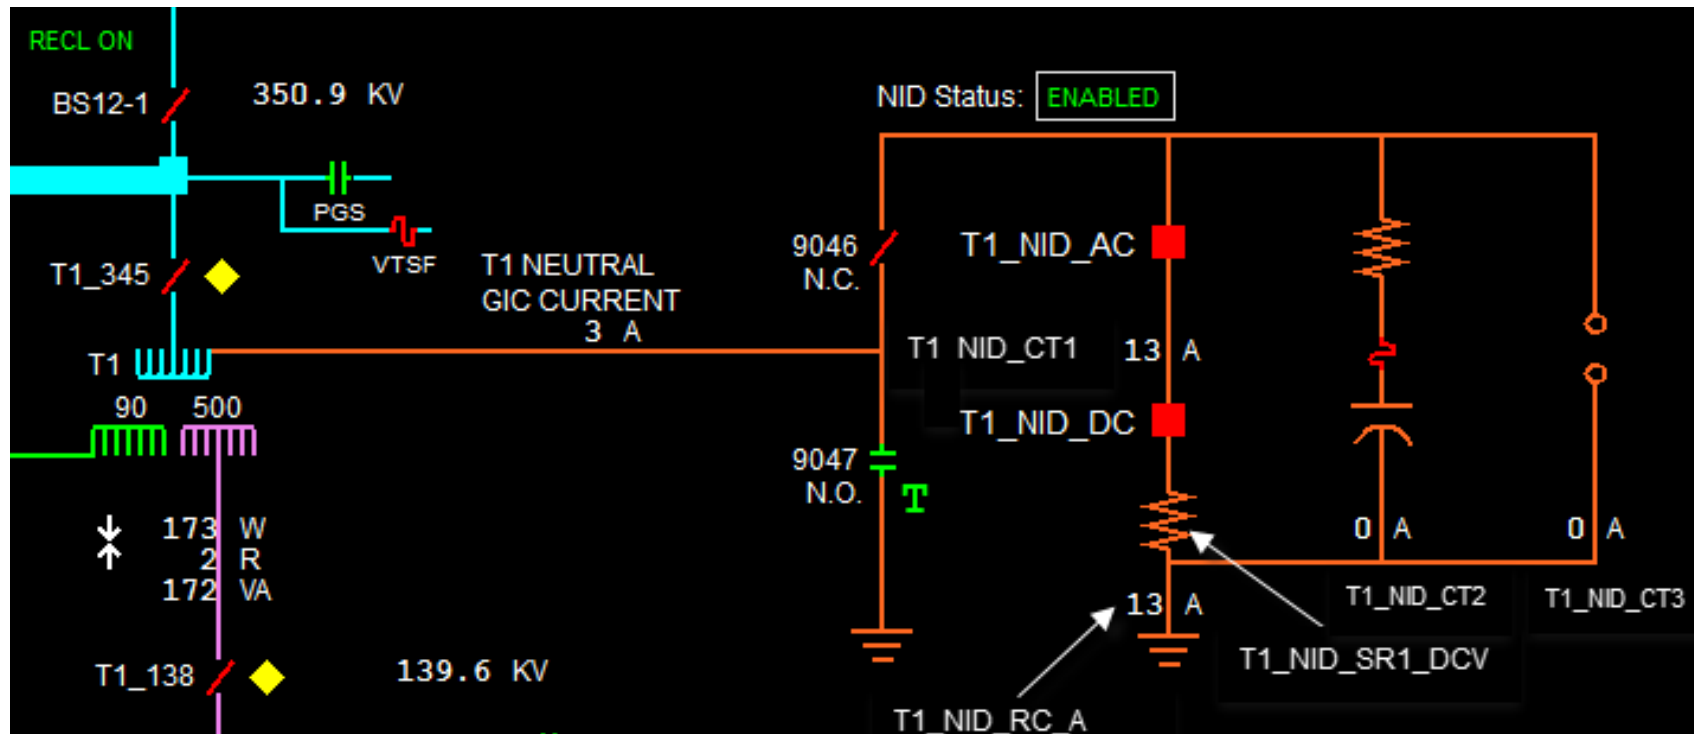 RECL ON
BS12-1
350.9 KV
NID Status: ENABLED
PGS
VTSF
T1_345
T1 NEUTRAL
GIC CURRENT
3 A
9046
N.C.
T1_NID_AC
T1
T1 NID_CT1 13 A
90 500
T1_NID_DC
9047
N.O.
T
173 W
2 R
172 VA
0 A
0 A
13 A
T1_NID_CT2
T1_NID_CT3
T1_138
139.6 KV
T1_NID_SR1_DCV
T1_NID_RC_A